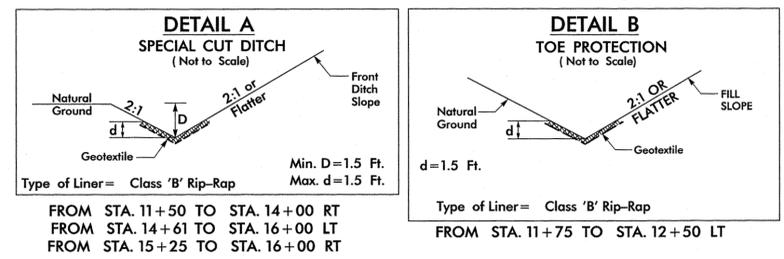 DETAIL A
SPECIAL CUT DITCH
( Not to Scale)
Natural
Ground
2:1
D
d
2:1 or
Flatter
Front
Ditch
Slope
Geotextile
Min. D=1.5 Ft.
Max. d=1.5 Ft.
Type of Liner= Class 'B' Rip-Rap
FROM STA. 11+50 TO STA. 14+00 RT
FROM STA. 14+61 TO STA. 16+00 LT
FROM STA. 15+25 TO STA. 16+00 RT
DETAIL B
TOE PROTECTION
( Not to Scale)
Natural
Ground
d
2:1 OR
FLATTER
FILL
SLOPE
Geotextile
d=1.5 Ft.
Type of Liner= Class 'B' Rip-Rap
FROM STA. 11+75 TO STA. 12+50 LT